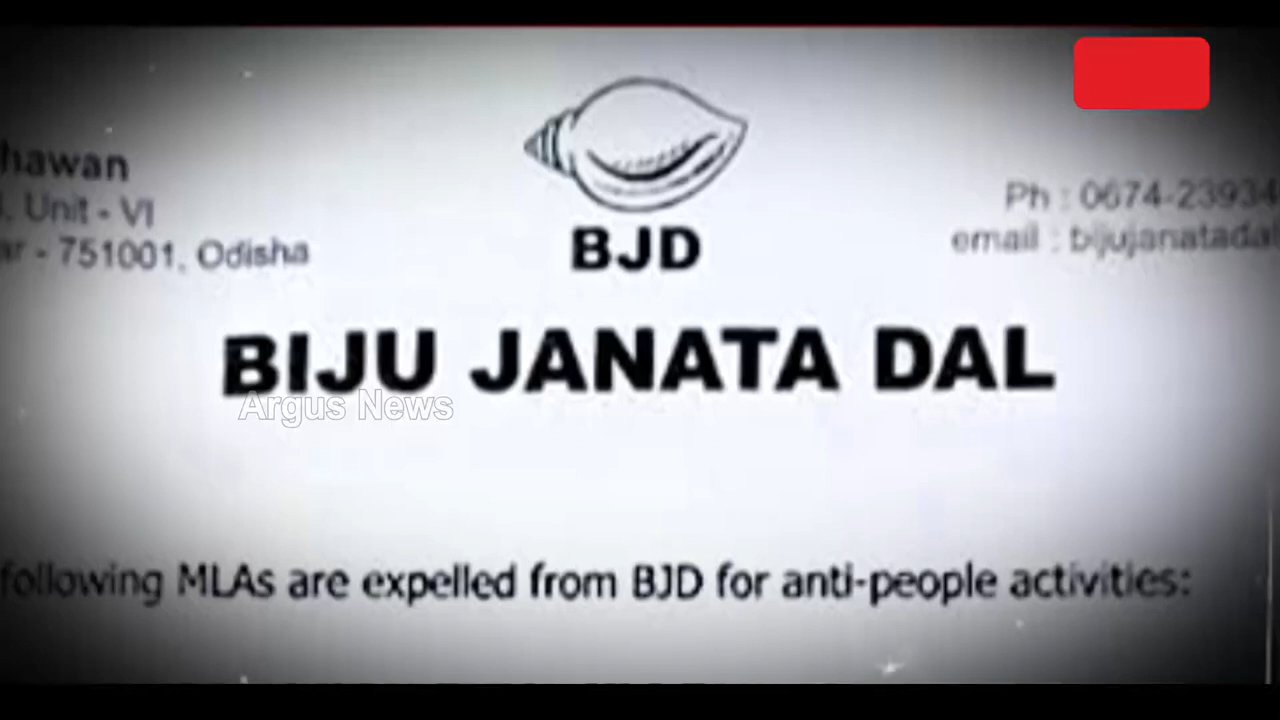 BJD
hawan
. Unit - VI
ar - 751001, Odisha
Ph : 0674-23934
email : bijujanatadal
BIJU JANATA DAL
Argus News
following MLAs are expelled from BJD for anti-people activities: